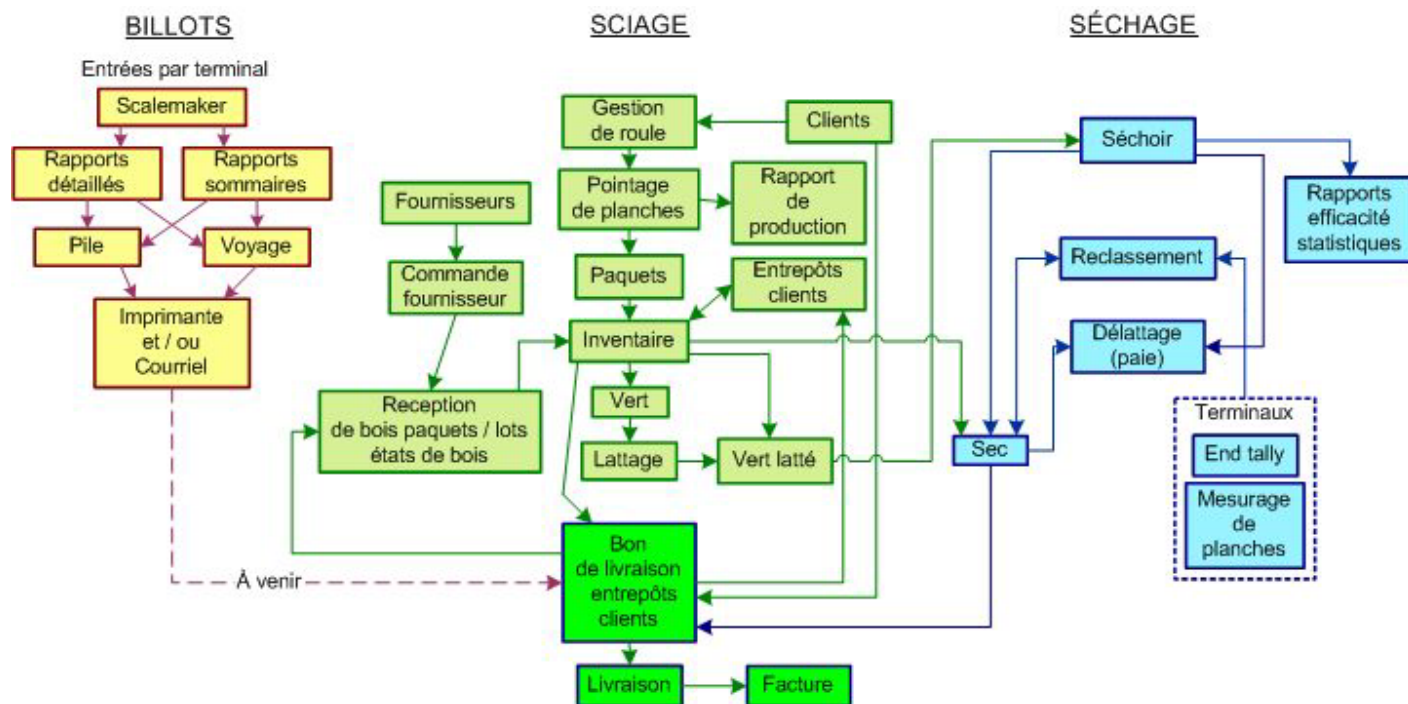 BILLOTS
Entrées par terminal
Scalemaker
Rapports
détaillés
Rapports
sommaires
Pile
Voyage
Imprimante
et / ou
Courriel
À venir
SCIAGE
Gestion
de roule
Clients
Pointage
de planches
Rapport
de
production
Fournisseurs
Commande
fournisseur
Paquets
Entrepôts
clients
Inventaire
Reception
de bois paquets / lots
états de bois
Vert
Lattage
Vert latté
Bon
de livraison
entrepôts
clients
Livraison
Facture
SÉCHAGE
Séchoir
Rapports
efficacité
statistiques
Reclassement
Délattage
(paie)
Sec
Terminaux
End tally
Mesurage
de
planches